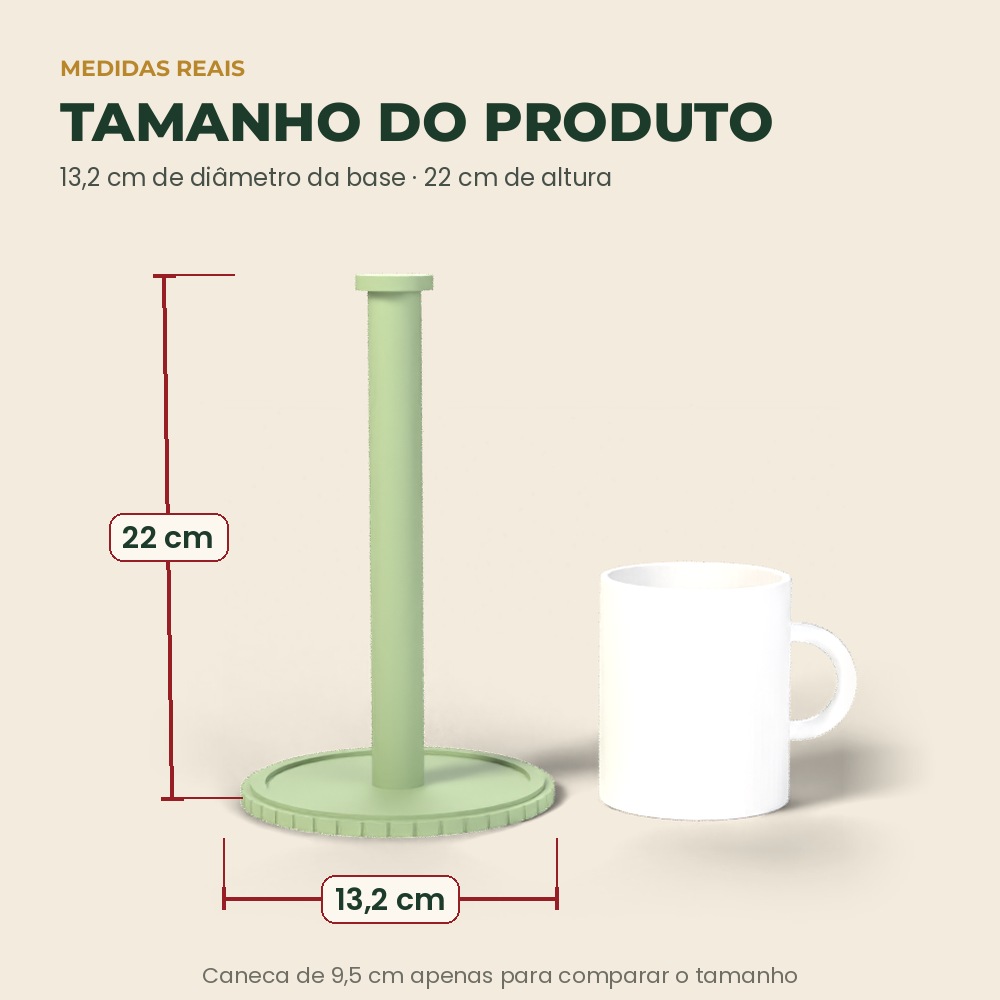 MEDIDAS REAIS
TAMANHO DO PRODUTO
13,2 cm de diâmetro da base · 22 cm de altura
22 cm
13,2 cm
Caneca de 9,5 cm apenas para comparar o tamanho